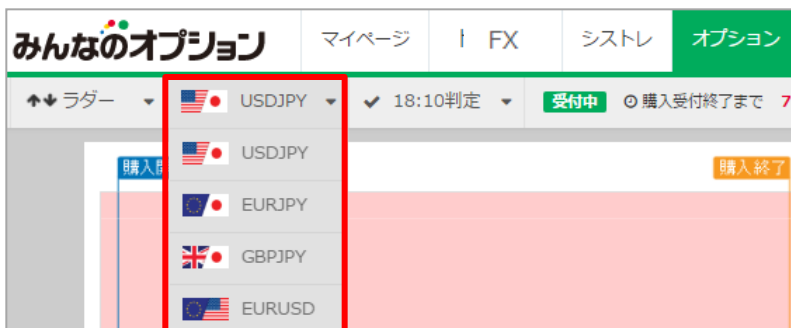 みんなのオプション マイページ FX シストレ オプション
ラダー USDJPY 18:10判定 受付中 購入受付終了まで 7
USDJPY
購入 購入終了
EURJPY
GBPJPY
EURUSD